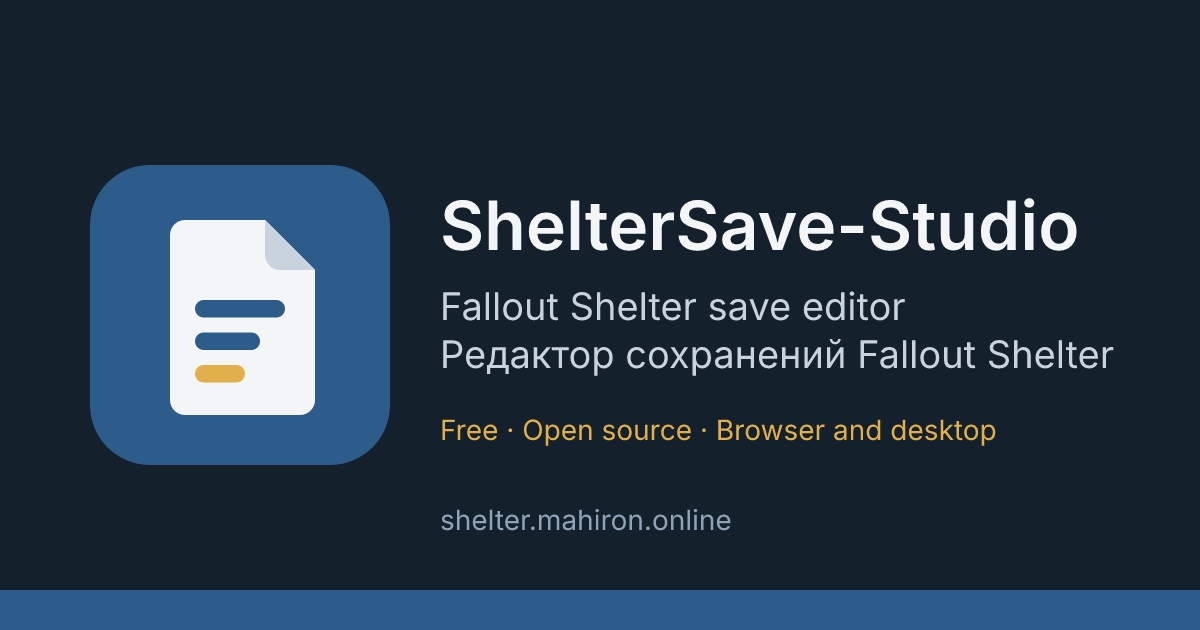 ShelterSave-Studio
Fallout Shelter save editor
Редактор сохранений Fallout Shelter
Free · Open source · Browser and desktop
shelter.mahiron.online